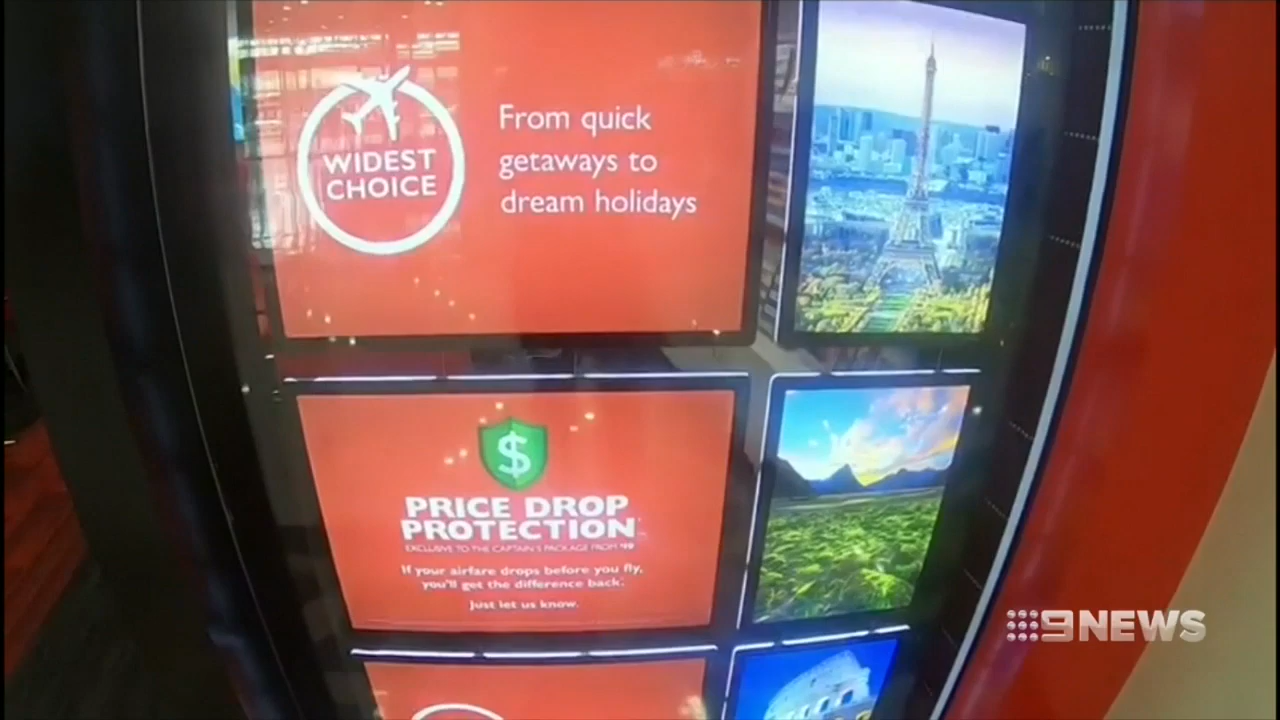 WIDEST
CHOICE
From quick
getaways to
dream holidays
$
PRICE DROP
PROTECTION
EXCLUSIVE TO THE CAPTAIN'S PACKAGE FROM $99
If your airfare drops before you fly,
you'll get the difference back.
Just let us know.
9NEWS